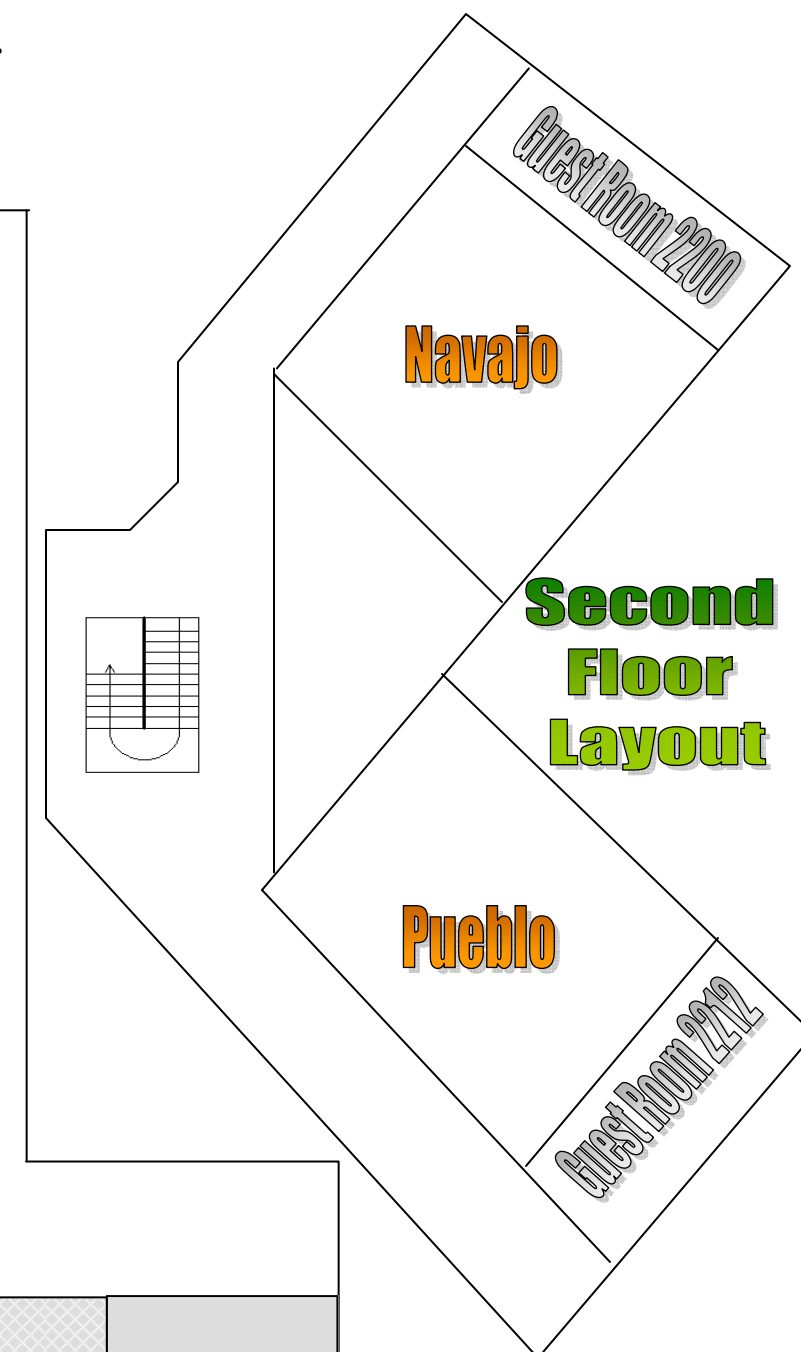 Guest Room 2200
Navajo
Second
Floor
Layout
Pueblo
Guest Room 2212